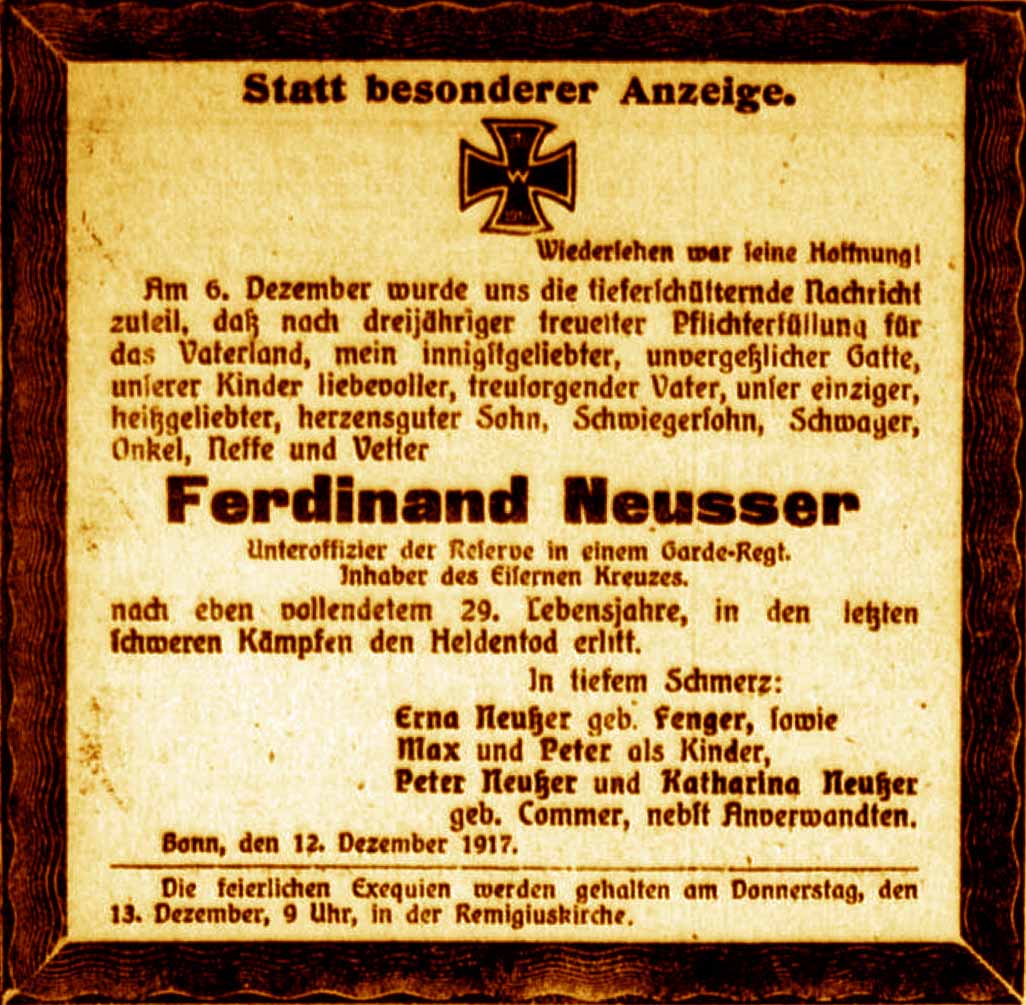 Statt besonderer Anzeige.
W
Wiederſehen war ſeine Hoffnung!
Am 6. Dezember wurde uns die tieferſchütternde Nachricht
zuteil, daß nach dreijähriger treueſter Pflichterfüllung für
das Vaterland, mein innigſtgeliebter, unvergeßlicher Gatte,
unſerer Kinder liebevoller, treuſorgender Vater, unſer einziger,
heißgeliebter, herzensguter Sohn, Schwiegerſohn, Schwager,
Onkel, Neffe und Vetter
Ferdinand Neusser
Unteroffizier der Reſerve in einem Garde-Regt.
Inhaber des Eiſernen Kreuzes.
nach eben vollendetem 29. Lebensjahre, in den letzten
ſchweren Kämpfen den Heldentod erlitt.
In tiefem Schmerz:
Erna Neußer geb. Fenger, ſowie
Max und Peter als Kinder,
Peter Neußer und Katharina Neußer
geb. Commer, nebſt Anverwandten.
Bonn, den 12. Dezember 1917.
Die feierlichen Exequien werden gehalten am Donnerstag, den
13. Dezember, 9 Uhr, in der Remigiuskirche.